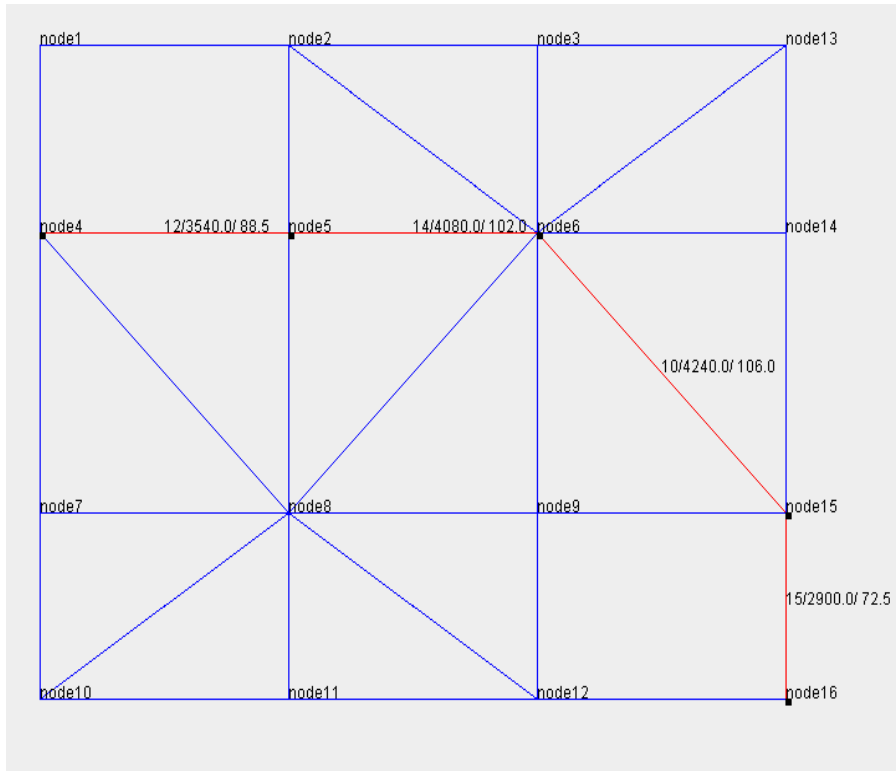 node1 node2 node3 node13
node4 12/3540.0/ 88.5 node5 14/4080.0/ 102.0 node6 node14
10/4240.0/ 106.0
node7 node8 node9 node15
15/2900.0/ 72.5
node10 node11 node12 node16